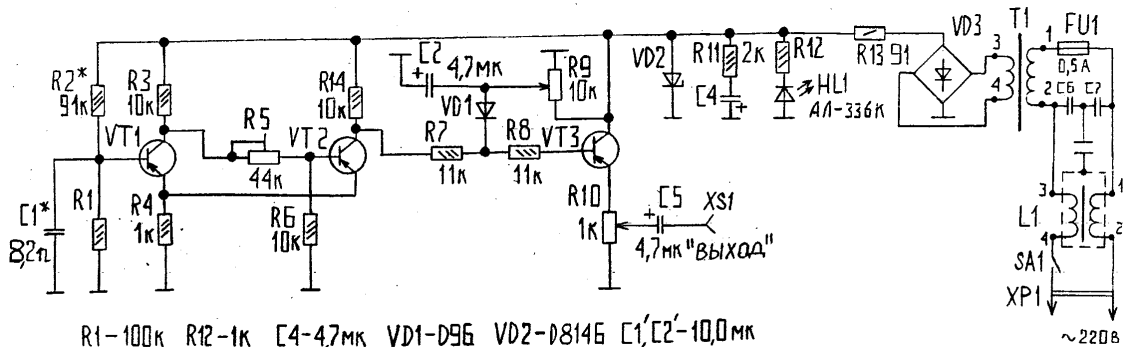 R2*
91к
R3
10к
VT1
C1*
8,2п
R1
R4
1к
R5
44к
R14
10к
VT2
R6
10к
C2
+
4,7мк
VD1
R7
11к
R8
11к
R9
10к
VT3
R10
1к
+
C5
4,7мк
XS1
"ВЫХОД"
VD2
R11
2к
C4
+
R12
HL1
АЛ-336К
R13 91
VD3
T1
3
4
1
2
FU1
0,5А
C6
C7
L1
3
4
1
2
SA1
XP1
~220В
R1-100к R12-1к C4-4,7мк VD1-D9Б VD2-D814Б C1',C2'-10,0мк